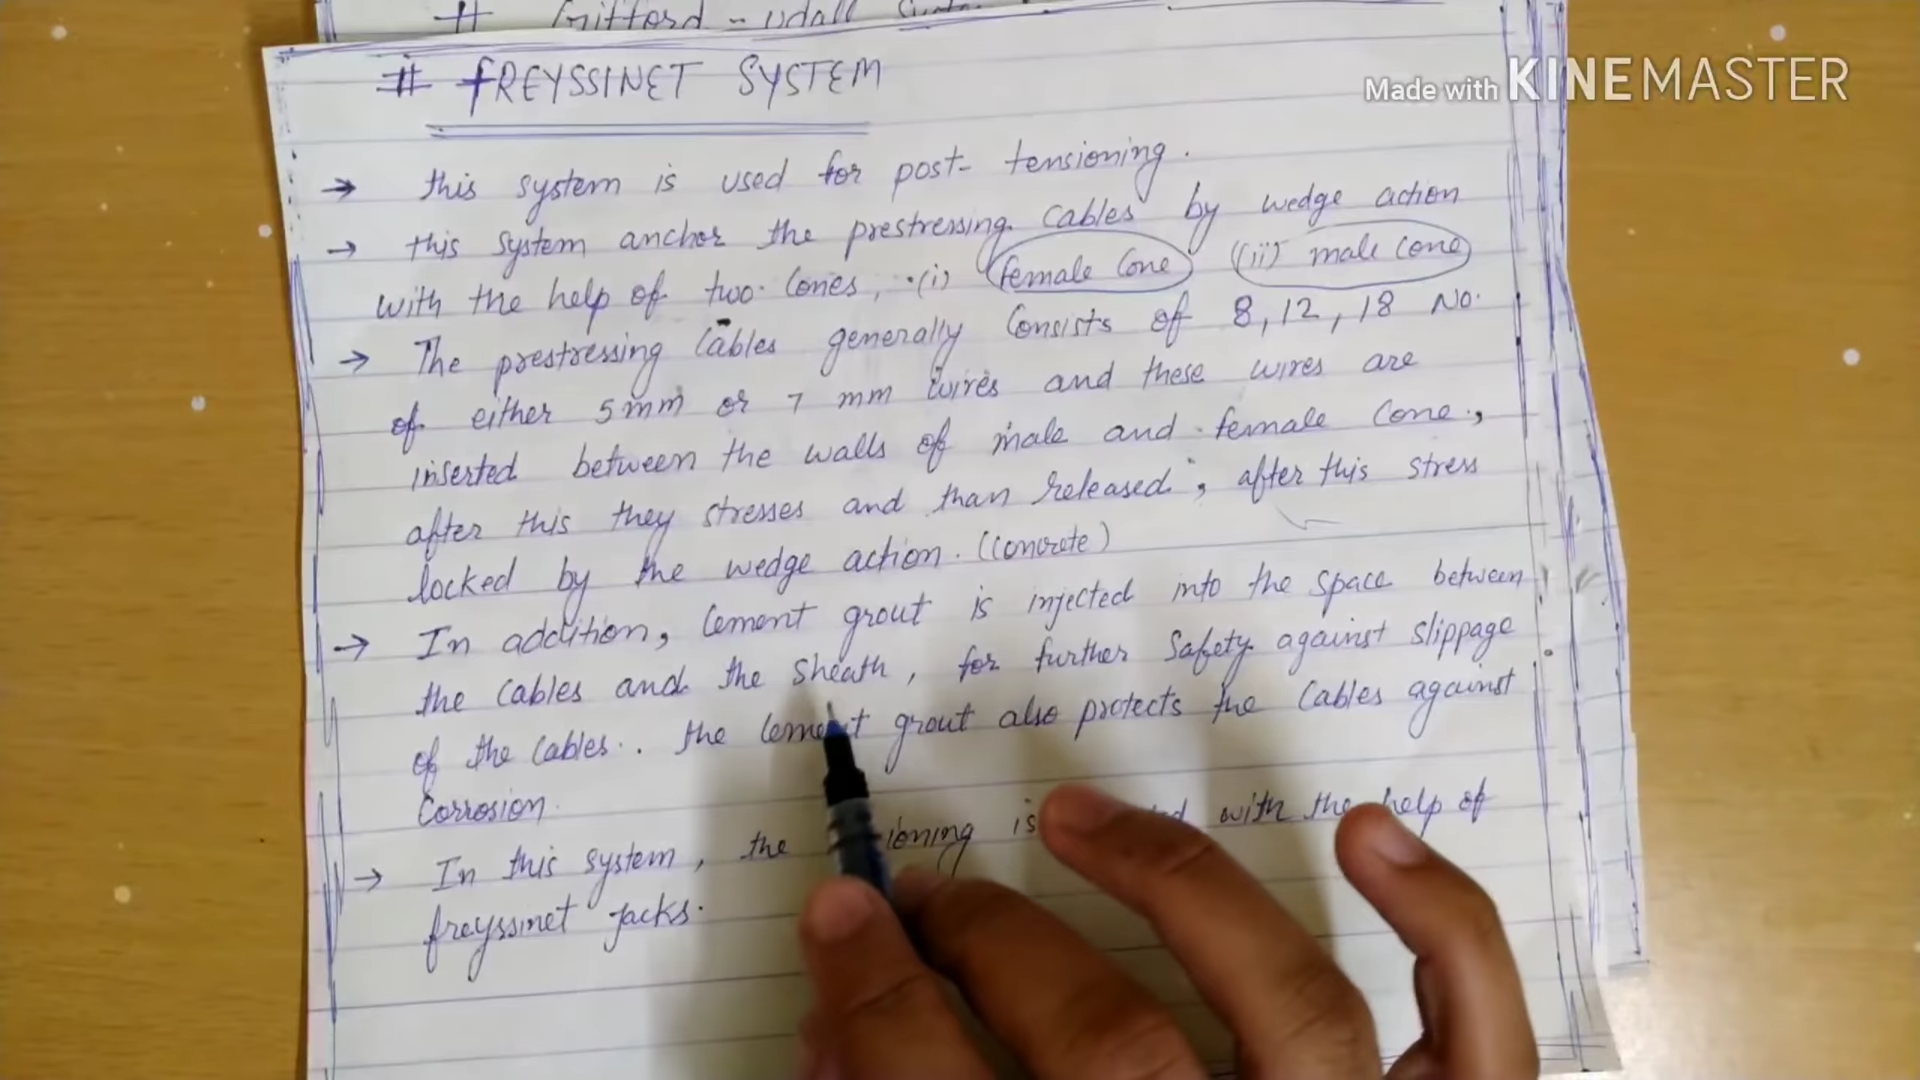 # Gifford - udall
# fREYSSINET SYSTEM
Made with KINEMASTER
→ this system is used for post- tensioning.
→ this system anchor the prestressing cables by wedge action
with the help of two cones, (i) female cone (ii) male cone
→ The prestressing cables generally consists of 8, 12, 18 No.
of either 5mm or 7 mm wires and these wires are
inserted between the walls of male and female cone,
after this they stresses and than released, after this stress
locked by the wedge action. (concrete)
→ In addition, cement grout is injected into the space between
the cables and the sheath, for further safety against slippage
of the cables. the cement grout also protects the cables against
corrosion.
→ In this system, the ioning is ed with the help of
freyssinet jacks.